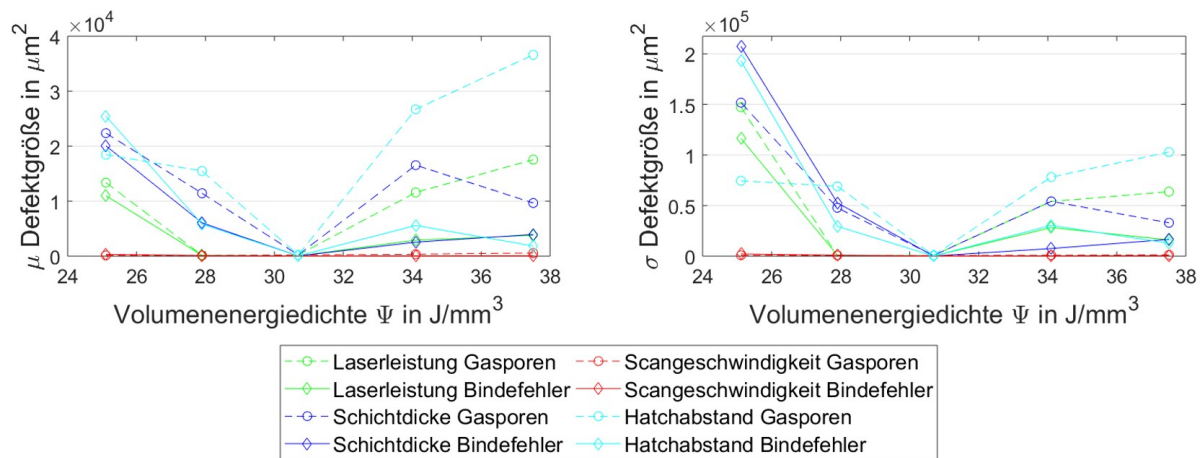 ×10⁴
4
3
2
1
0
24 26 28 30 32 34 36 38
μ Defektgröße in μm²
Volumenenergiedichte Ψ in J/mm³
×10⁵
2
1.5
1
0.5
0
24 26 28 30 32 34 36 38
σ Defektgröße in μm²
Volumenenergiedichte Ψ in J/mm³
Laserleistung Gasporen
Laserleistung Bindefehler
Schichtdicke Gasporen
Schichtdicke Bindefehler
Scangeschwindigkeit Gasporen
Scangeschwindigkeit Bindefehler
Hatchabstand Gasporen
Hatchabstand Bindefehler